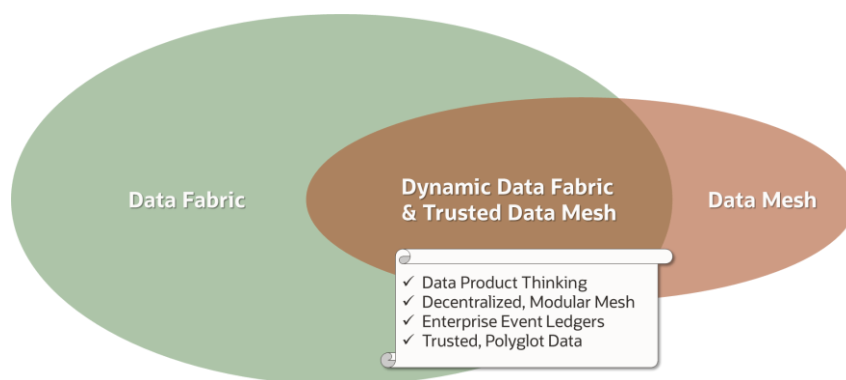 Data Fabric
Dynamic Data Fabric
& Trusted Data Mesh
Data Mesh
✓ Data Product Thinking
✓ Decentralized, Modular Mesh
✓ Enterprise Event Ledgers
✓ Trusted, Polyglot Data